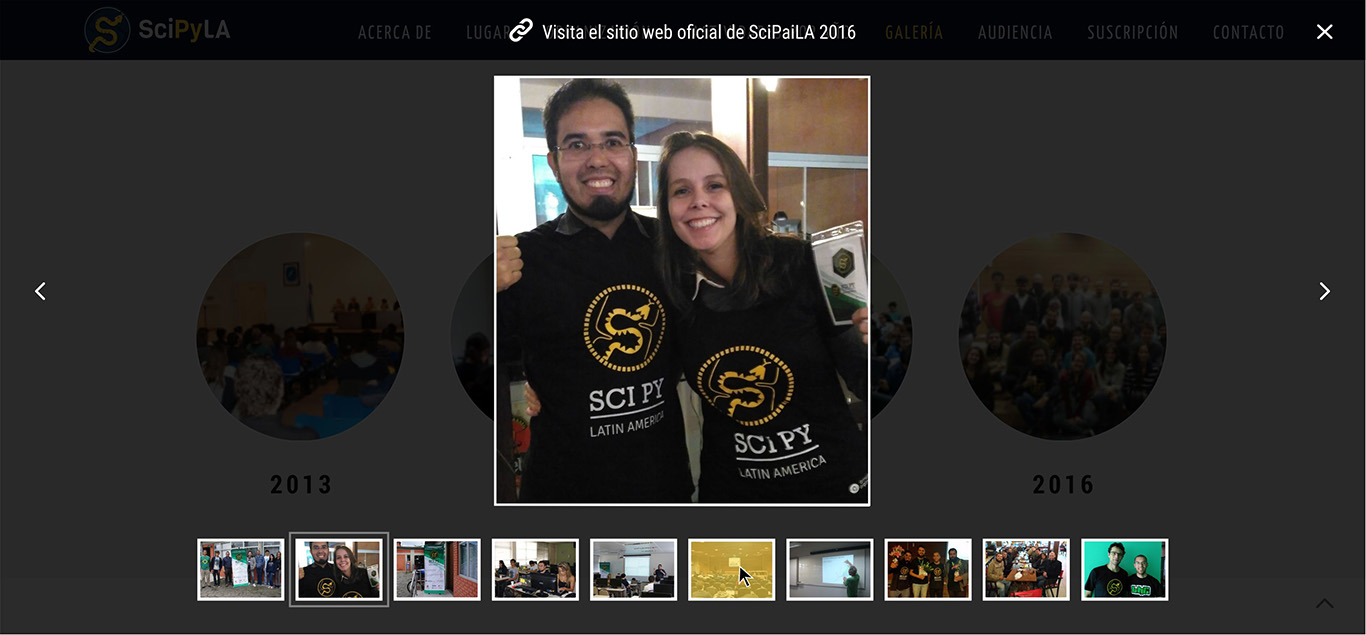 SciPyLA
ACERCA DE
LUGAR
Visita el sitio web oficial de SciPaiLA 2016
GALERÍA
AUDIENCIA
SUSCRIPCIÓN
CONTACTO
SCI PY
LATIN AMERICA
SCI PY
LATIN AMERICA
2013
2016